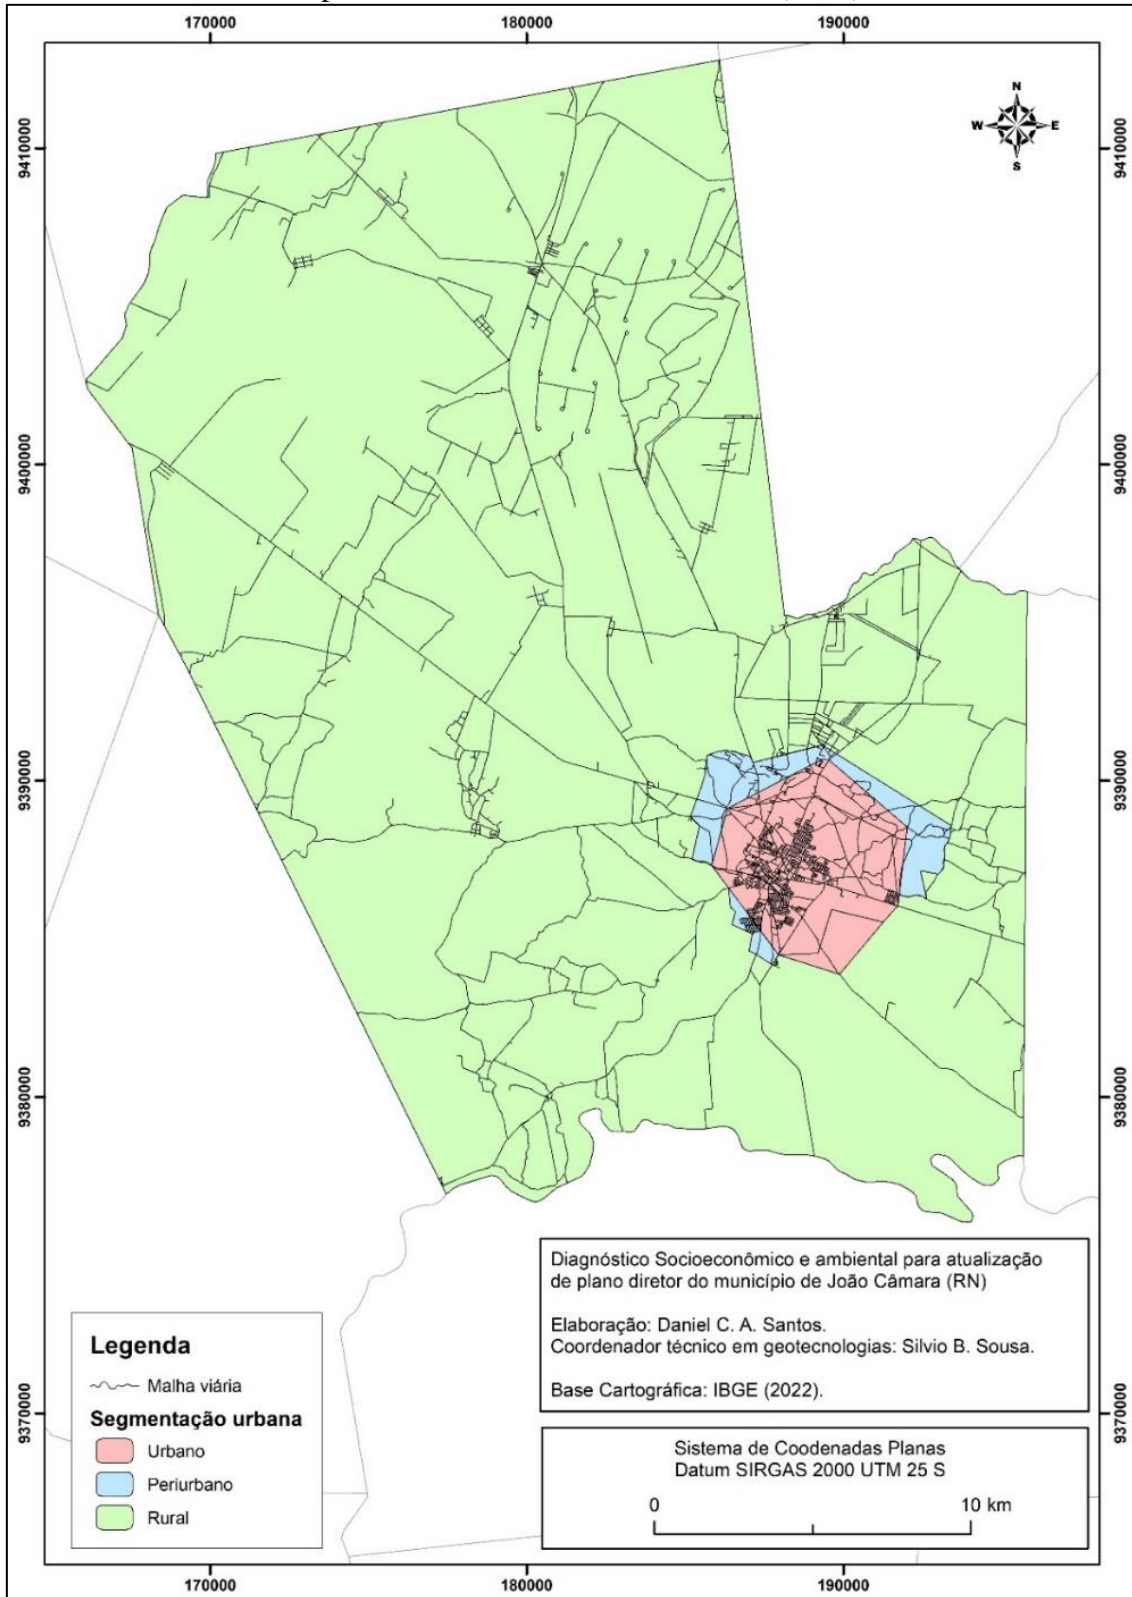 170000 180000 190000
N
W E
S
9410000 9410000
9400000 9400000
9390000 9390000
9380000 9380000
9370000 9370000
Diagnóstico Socioeconômico e ambiental para atualização
de plano diretor do município de João Câmara (RN)
Elaboração: Daniel C. A. Santos.
Coordenador técnico em geotecnologias: Silvio B. Sousa.
Base Cartográfica: IBGE (2022).
Legenda
Malha viária
Segmentação urbana
Urbano
Periurbano
Rural
Sistema de Coodenadas Planas
Datum SIRGAS 2000 UTM 25 S
0 10 km
170000 180000 190000